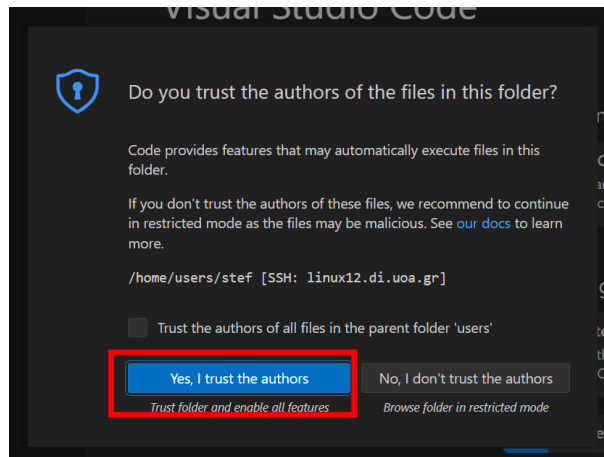 Visual Studio Code
Do you trust the authors of the files in this folder?
Code provides features that may automatically execute files in this
folder.
If you don't trust the authors of these files, we recommend to continue
in restricted mode as the files may be malicious. See our docs to learn
more.
/home/users/stef [SSH: linux12.di.uoa.gr]
Trust the authors of all files in the parent folder 'users'
Yes, I trust the authors No, I don't trust the authors
Trust folder and enable all features Browse folder in restricted mode